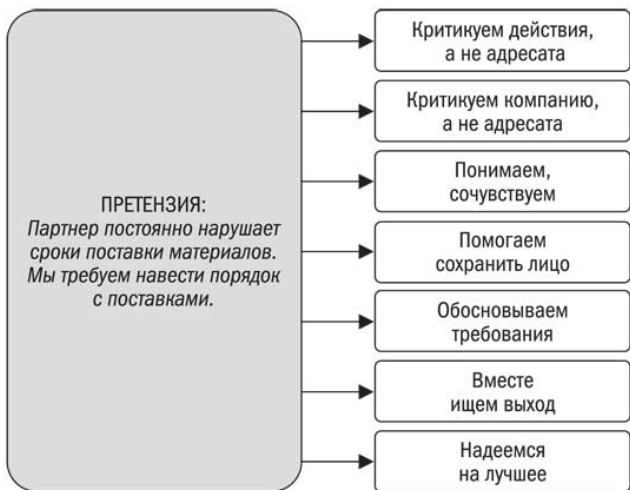 ПРЕТЕНЗИЯ:
Партнер постоянно нарушает
сроки поставки материалов.
Мы требуем навести порядок
с поставками.
Критикуем действия,
а не адресата
Критикуем компанию,
а не адресата
Понимаем,
сочувствуем
Помогаем
сохранить лицо
Обосновываем
требования
Вместе
ищем выход
Надеемся
на лучшее